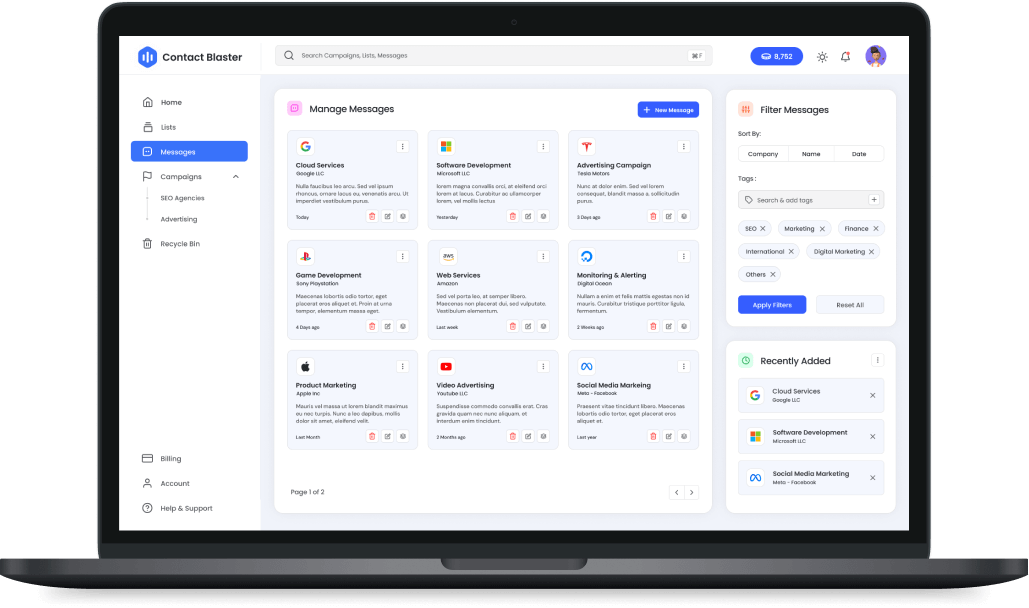 Contact Blaster
Search Campaigns, Lists, Messages
⌘ F
8,752
Home
Lists
Messages
Campaigns
SEO Agencies
Advertising
Recycle Bin
Billing
Account
Help & Support
Manage Messages
New Message
Cloud Services
Google LLC
Nulla faucibus leo arcu. Sed vel ipsum
rhoncus, ornare lacus eu, venenatis arcu. Ut
imperdiet vestibulum purus.
Today
Software Development
Microsoft LLC
lorem magna convallis orci, at eleifend orci
lorem at lacus. Curabitur ac ullamcorper
lorem, vel mollis lectus
Yesterday
Advertising Campaign
Tesla Motors
Nunc at dolor enim. Sed vel lorem
consequat, blandit massa a, sollicitudin
purus.
3 Days ago
Game Development
Sony Playstation
Maecenas lobortis odio tortor, eget
placerat eros aliquet et. Proin at urna
tempor, elementum massa eget.
4 Days ago
aws
Web Services
Amazon
Sed vel porta leo, at semper libero.
Maecenas non placerat dui, sed vulputate.
Vestibulum elementum.
Last week
Monitoring & Alerting
Digital Ocean
Nullam a enim et felis mattis egestas non id
mauris. Curabitur tristique porttitor ligula,
fermentum.
2 Weeks ago
Product Marketing
Apple Inc
Mauris vel massa ut lorem blandit maximus
eu nec turpis. Nunc a leo dapibus, mollis
dolor sit amet, eleifend velit.
Last Month
Video Advertising
Youtube LLC
Suspendisse commodo convallis erat. Cras
gravida quam nec nunc aliquam, et
interdum enim tincidunt.
2 Months ago
Social Media Markeing
Meta - Facebook
Praesent vitae tincidunt libero. Maecenas
lobortis odio tortor, eget placerat eros
aliquet et.
Last year
Page 1 of 2
Filter Messages
Sort By:
Company
Name
Date
Tags :
Search & add tags
SEO
Marketing
Finance
International
Digital Marketing
Others
Apply Filters
Reset All
Recently Added
Cloud Services
Google LLC
Software Development
Microsoft LLC
Social Media Marketing
Meta - Facebook